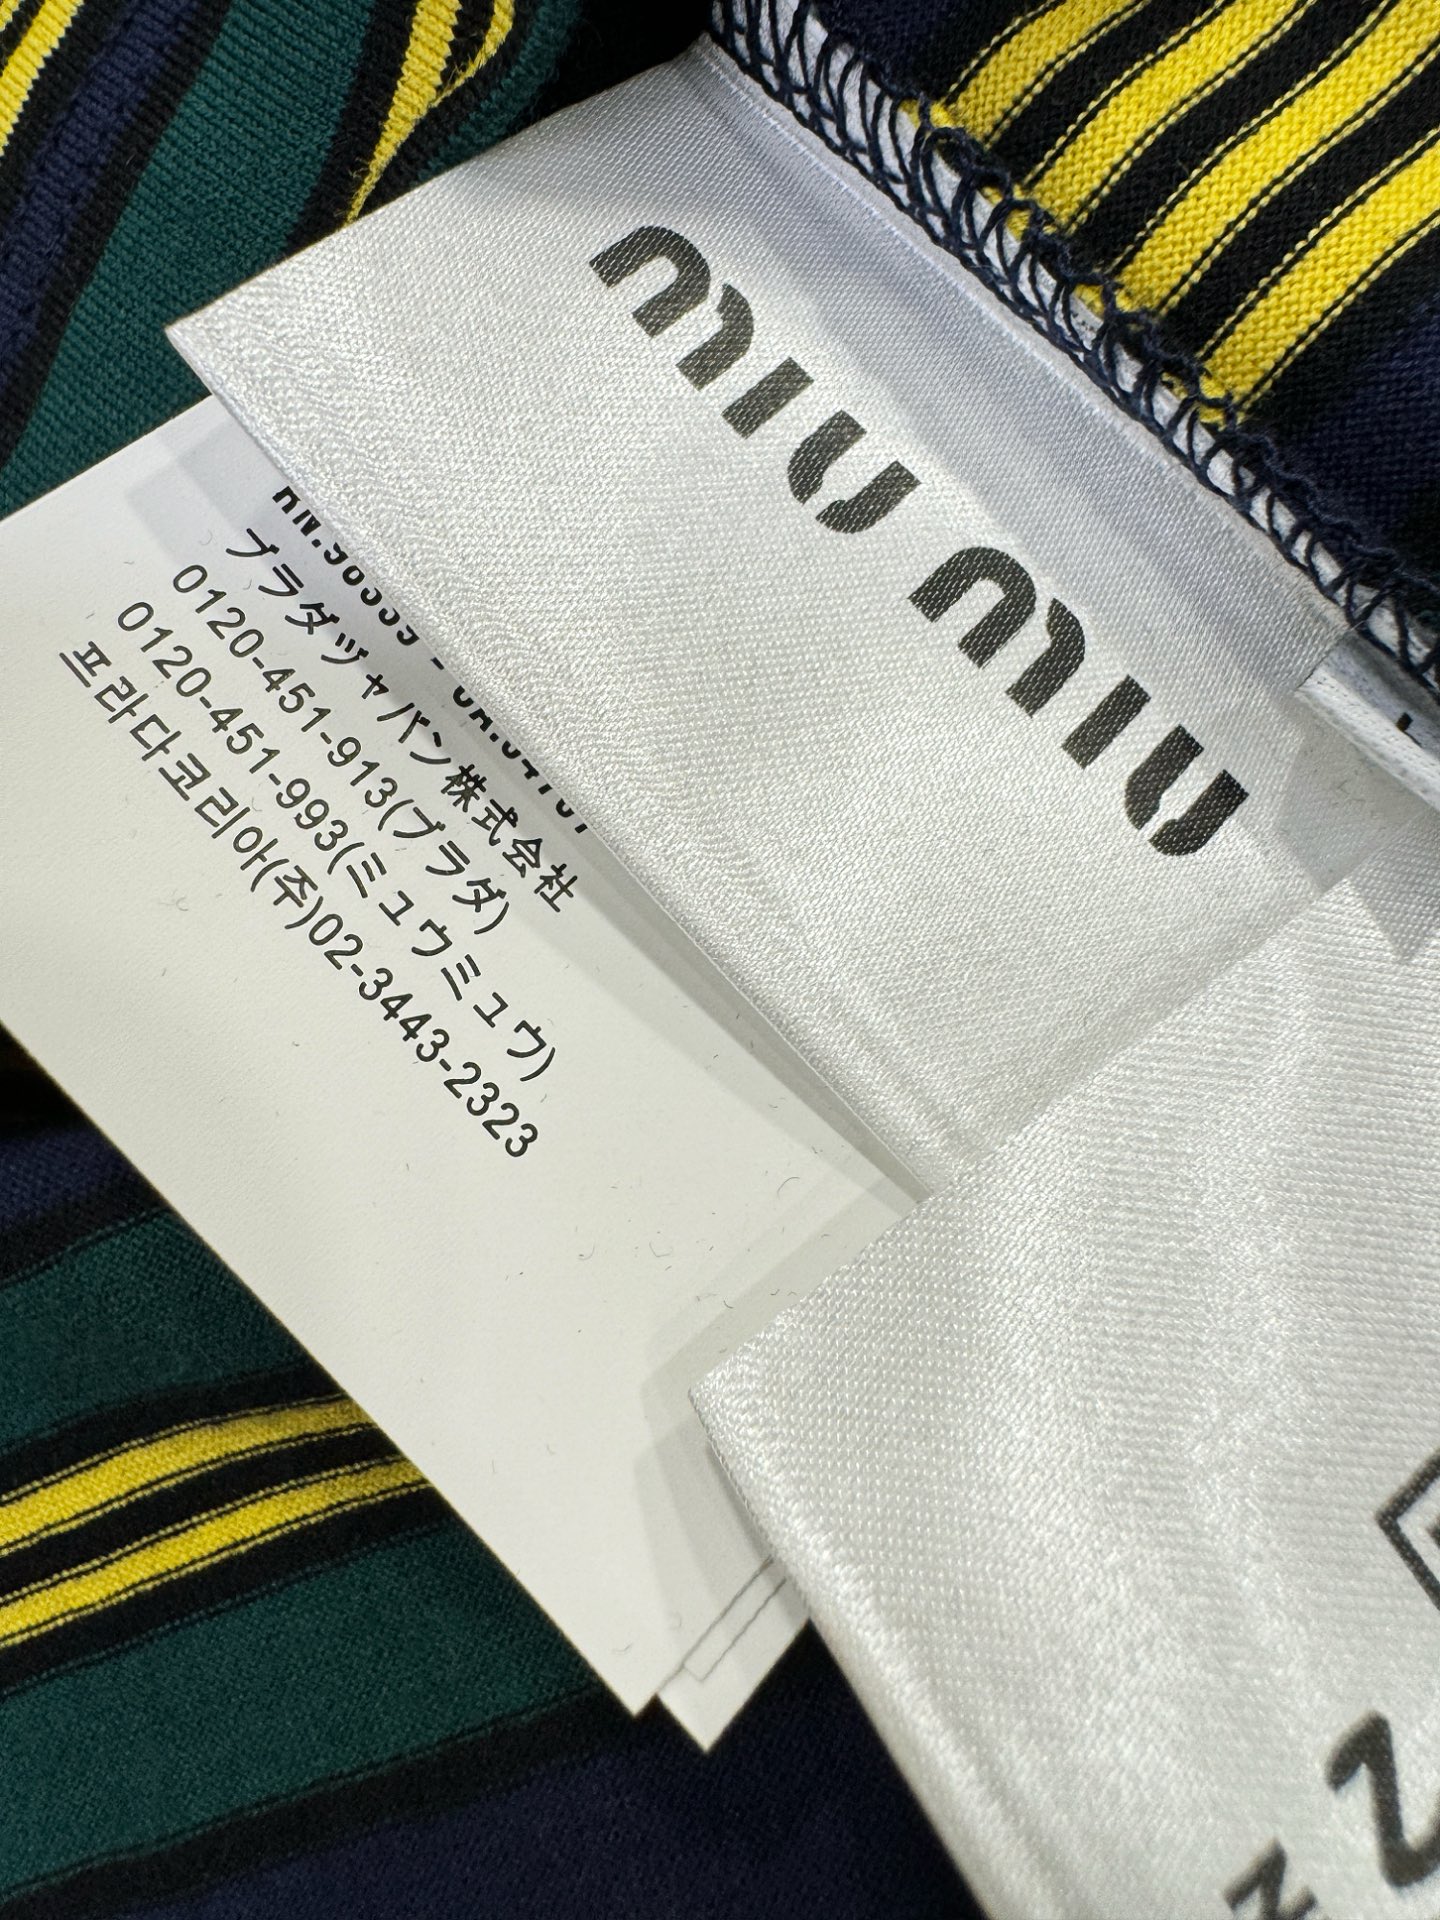 miu miu
プラダジャパン株式会社
0120-451-913(プラダ)
0120-451-993(ミュウミュウ)
프라다코리아(주)02-3443-2323